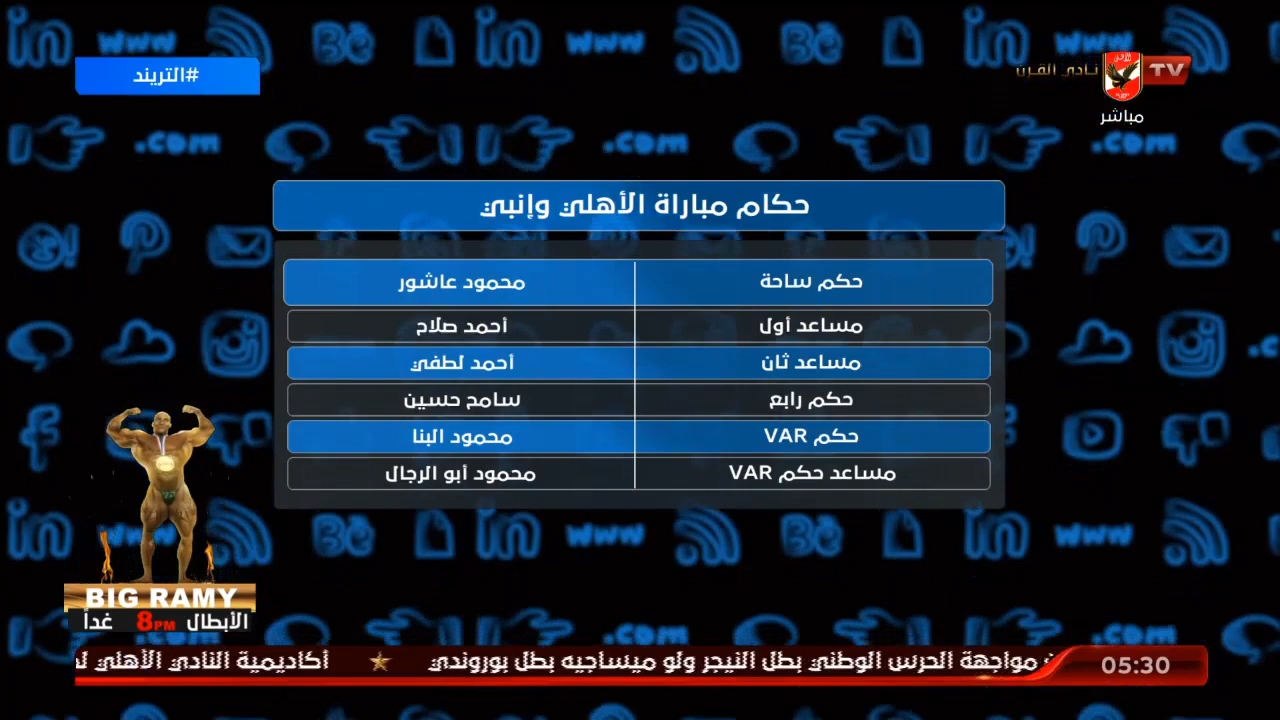 #التريند
نادي القرن
TV
مباشر
حكام مباراة الأهلي وإنبي
حكم ساحة محمود عاشور
مساعد أول أحمد صلاح
مساعد ثان أحمد لطفي
حكم رابع سامح حسين
حكم VAR محمود البنا
مساعد حكم VAR محمود أبو الرجال
BIG RAMY
الأبطال 8PM غداً
مواجهة الحرس الوطني بطل النيجر ولو ميساجيه بطل بوروندي
أكاديمية النادي الأهلي
05:30